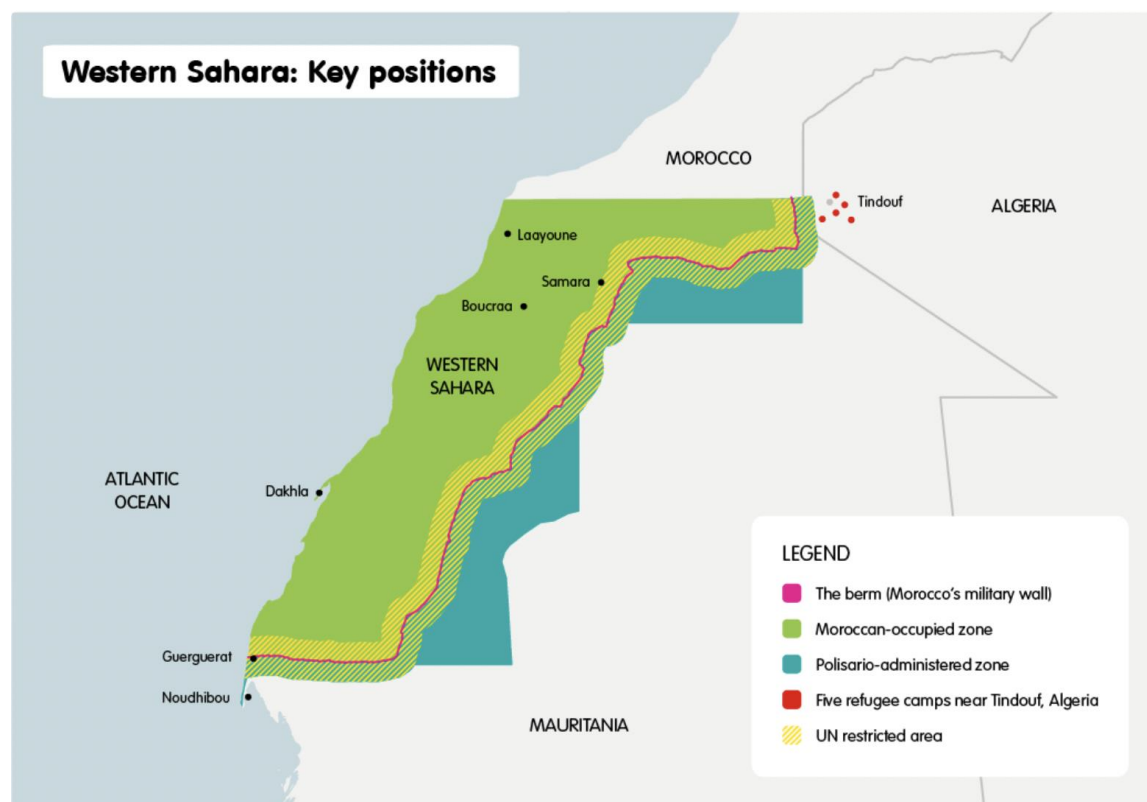 Western Sahara: Key positions
MOROCCO
Tindouf
ALGERIA
Laayoune
Samara
Boucraa
WESTERN
SAHARA
ATLANTIC
OCEAN
Dakhla
Guerguerat
Noudhibou
MAURITANIA
LEGEND
The berm (Morocco's military wall)
Moroccan-occupied zone
Polisario-administered zone
Five refugee camps near Tindouf, Algeria
UN restricted area